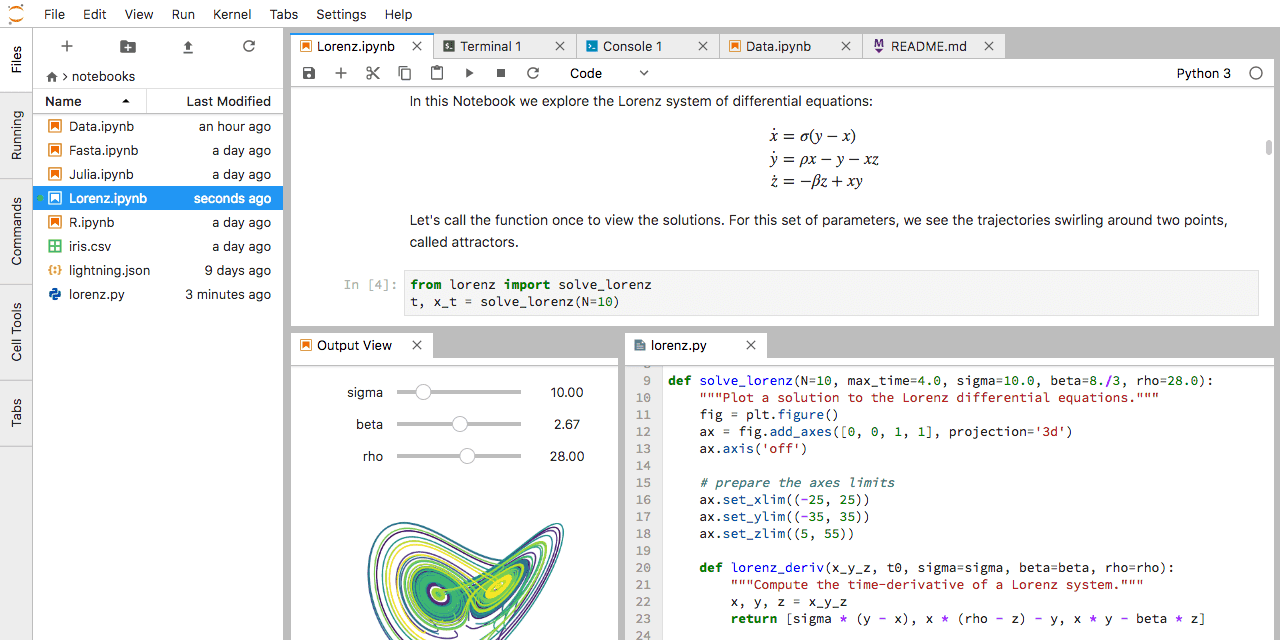 File Edit View Run Kernel Tabs Settings Help
Files
Running
Commands
Cell Tools
Tabs
notebooks
Name Last Modified
Data.ipynb an hour ago
Fasta.ipynb a day ago
Julia.ipynb a day ago
Lorenz.ipynb seconds ago
R.ipynb a day ago
iris.csv a day ago
lightning.json 9 days ago
lorenz.py 3 minutes ago
Lorenz.ipynb Terminal 1 Console 1 Data.ipynb README.md
Code Python 3
In this Notebook we explore the Lorenz system of differential equations:
ẋ = σ(y − x)
ẏ = ρx − y − xz
ż = −βz + xy
Let's call the function once to view the solutions. For this set of parameters, we see the trajectories swirling around two points,
called attractors.
In [4]: from lorenz import solve_lorenz
t, x_t = solve_lorenz(N=10)
Output View
sigma 10.00
beta 2.67
rho 28.00
lorenz.py
9 def solve_lorenz(N=10, max_time=4.0, sigma=10.0, beta=8./3, rho=28.0):
10 """Plot a solution to the Lorenz differential equations."""
11 fig = plt.figure()
12 ax = fig.add_axes([0, 0, 1, 1], projection='3d')
13 ax.axis('off')
14
15 # prepare the axes limits
16 ax.set_xlim((-25, 25))
17 ax.set_ylim((-35, 35))
18 ax.set_zlim((5, 55))
19
20 def lorenz_deriv(x_y_z, t0, sigma=sigma, beta=beta, rho=rho):
21 """Compute the time-derivative of a Lorenz system."""
22 x, y, z = x_y_z
23 return [sigma * (y - x), x * (rho - z) - y, x * y - beta * z]
24